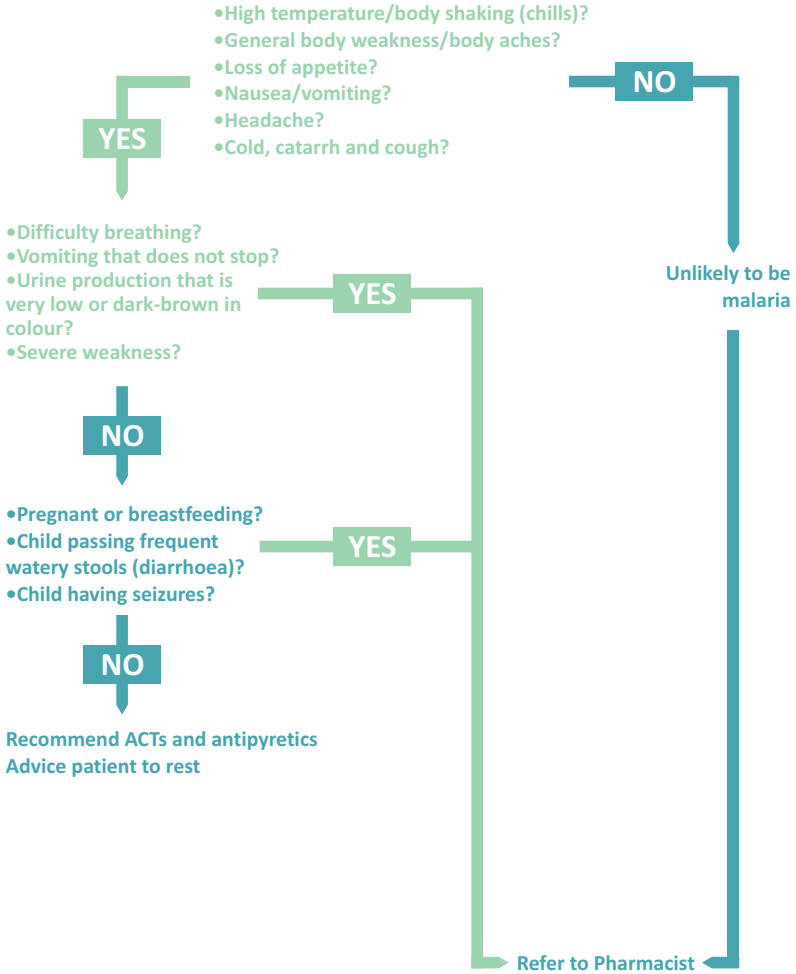 •High temperature/body shaking (chills)?
•General body weakness/body aches?
•Loss of appetite?
•Nausea/vomiting?
•Headache?
•Cold, catarrh and cough?
NO
YES
•Difficulty breathing?
•Vomiting that does not stop?
•Urine production that is
very low or dark-brown in
colour?
•Severe weakness?
YES
Unlikely to be
malaria
NO
•Pregnant or breastfeeding?
•Child passing frequent
watery stools (diarrhoea)?
•Child having seizures?
YES
NO
Recommend ACTs and antipyretics
Advice patient to rest
Refer to Pharmacist